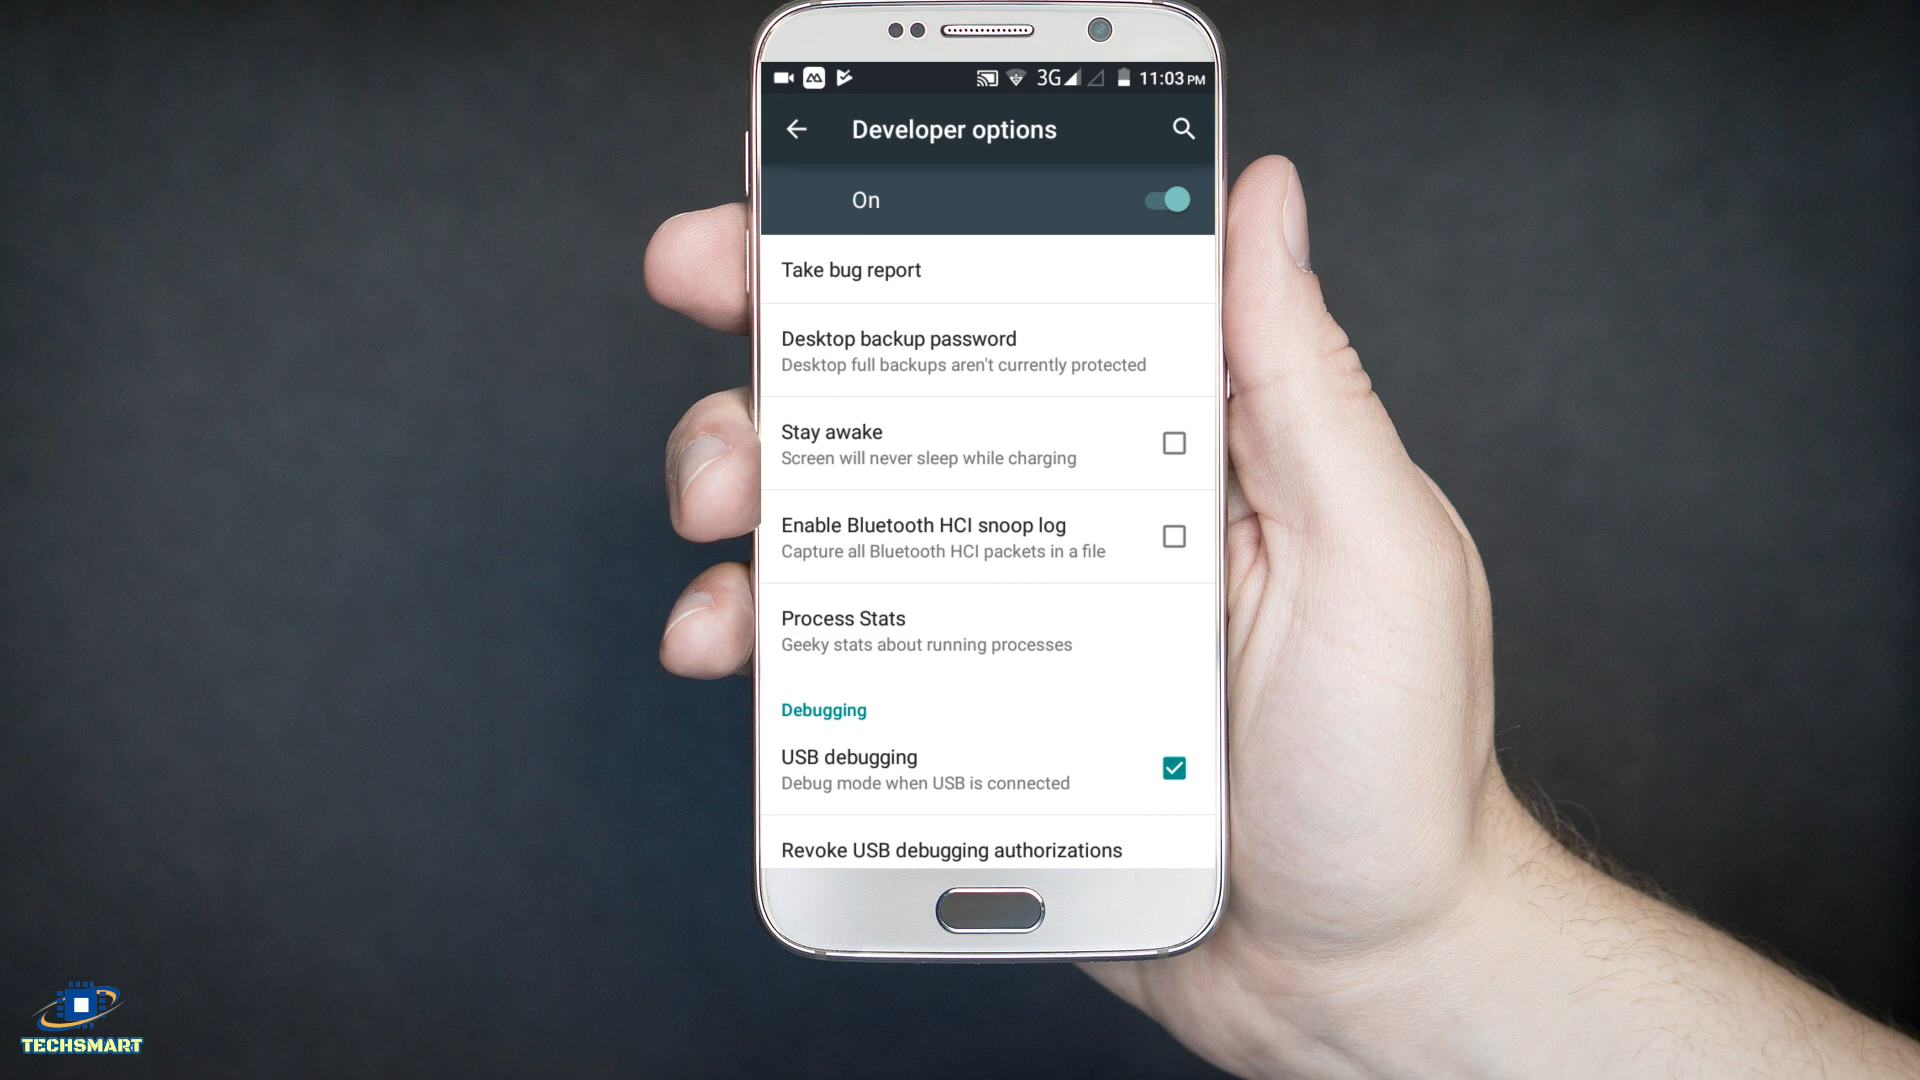 3G 11:03 PM
Developer options
On
Take bug report
Desktop backup password
Desktop full backups aren't currently protected
Stay awake
Screen will never sleep while charging
Enable Bluetooth HCI snoop log
Capture all Bluetooth HCI packets in a file
Process Stats
Geeky stats about running processes
Debugging
USB debugging
Debug mode when USB is connected
Revoke USB debugging authorizations
TECHSMART